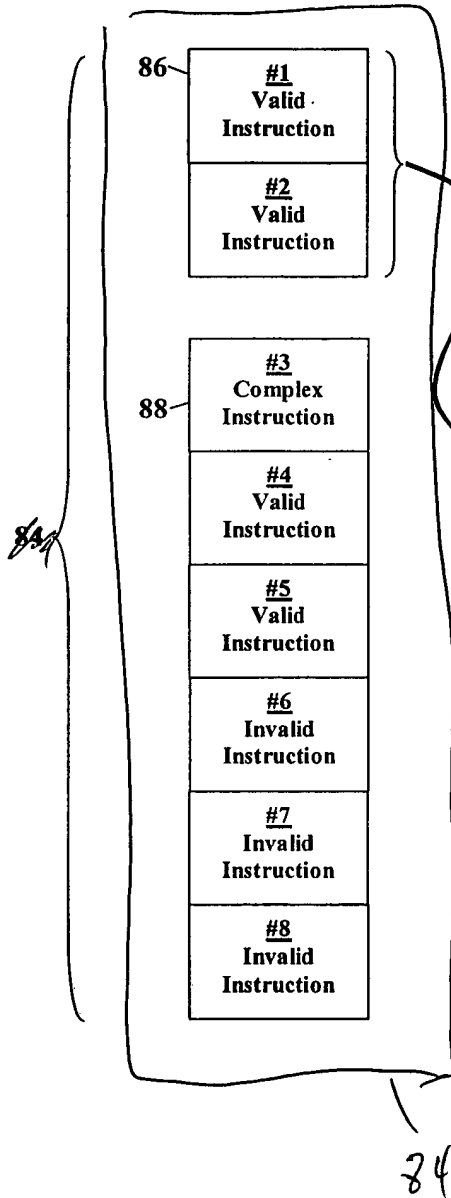 86
#1
Valid
Instruction
#2
Valid
Instruction
88
#3
Complex
Instruction
#4
Valid
Instruction
84
#5
Valid
Instruction
#6
Invalid
Instruction
#7
Invalid
Instruction
#8
Invalid
Instruction
84